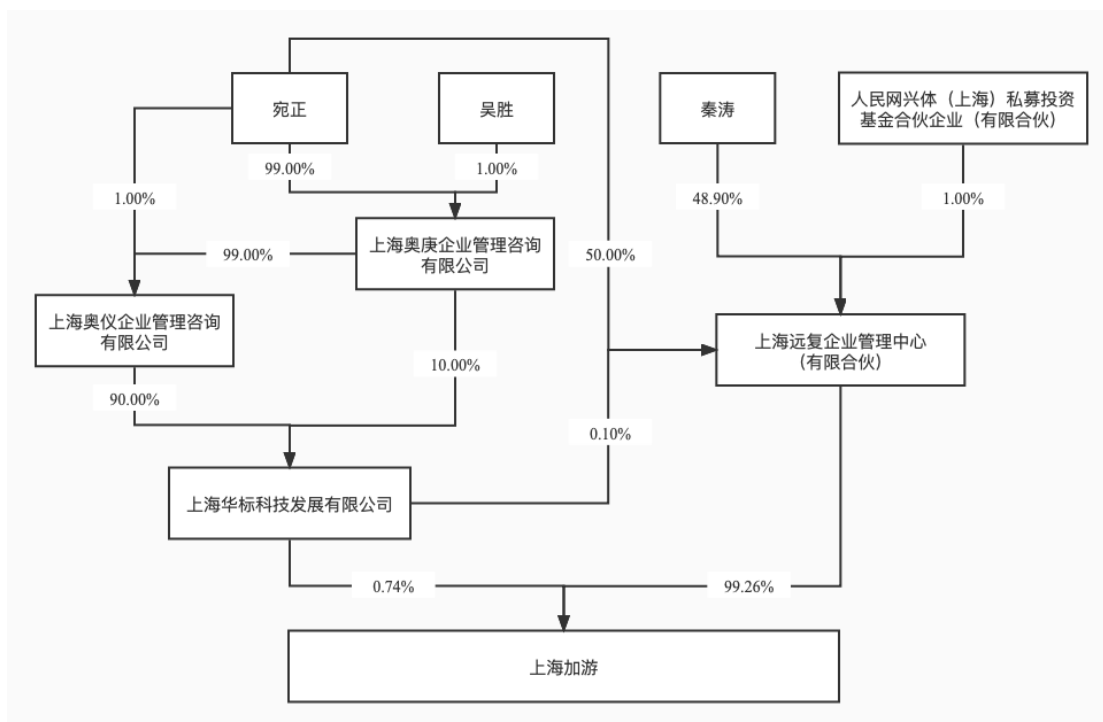 宛正
吴胜
秦涛
人民网兴体（上海）私募投资
基金合伙企业（有限合伙）
99.00%
1.00%
1.00%
48.90%
1.00%
上海奥庚企业管理咨询
有限公司
99.00%
50.00%
上海奥仪企业管理咨询
有限公司
上海远复企业管理中心
（有限合伙）
10.00%
90.00%
0.10%
上海华标科技发展有限公司
0.74%
99.26%
上海加游